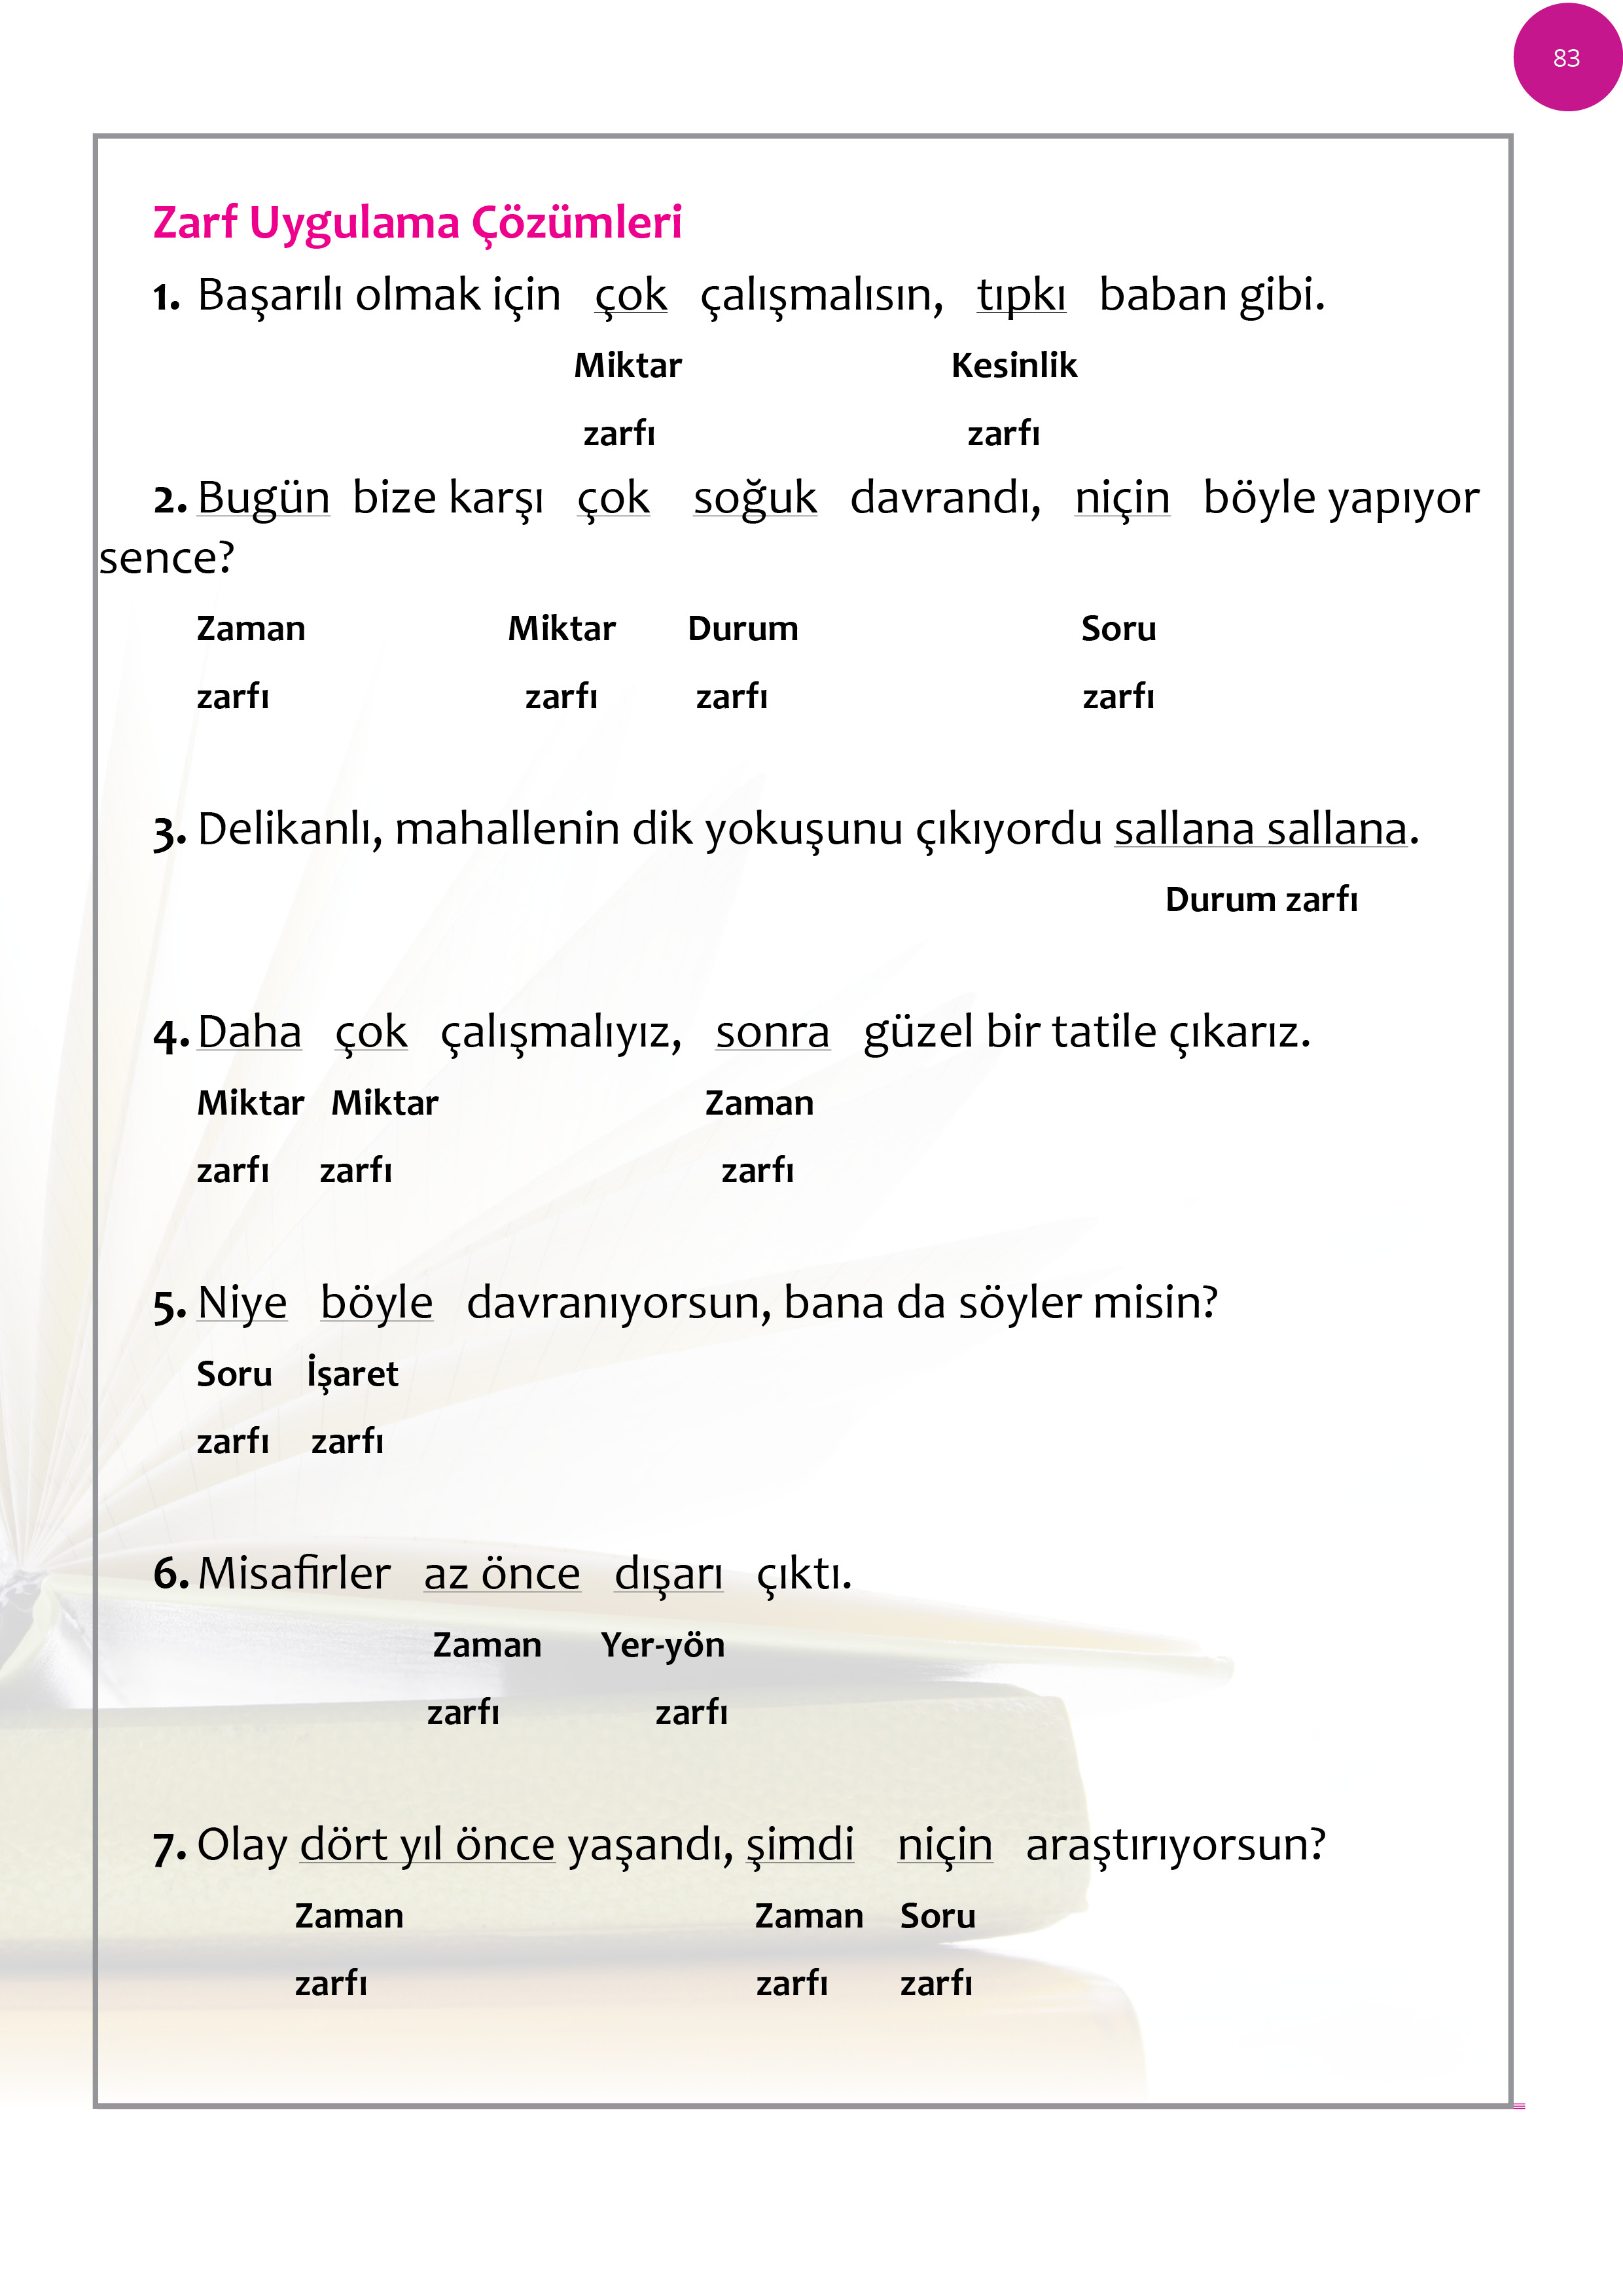 83
Zarf Uygulama Çözümleri
1. Başarılı olmak için çok çalışmalısın, tıpkı baban gibi.
Miktar Kesinlik
zarfı zarfı
2. Bugün bize karşı çok soğuk davrandı, niçin böyle yapıyor
sence?
Zaman Miktar Durum Soru
zarfı zarfı zarfı zarfı
3. Delikanlı, mahallenin dik yokuşunu çıkıyordu sallana sallana.
Durum zarfı
4. Daha çok çalışmalıyız, sonra güzel bir tatile çıkarız.
Miktar Miktar Zaman
zarfı zarfı zarfı
5. Niye böyle davranıyorsun, bana da söyler misin?
Soru İşaret
zarfı zarfı
6. Misafirler az önce dışarı çıktı.
Zaman Yer-yön
zarfı zarfı
7. Olay dört yıl önce yaşandı, şimdi niçin araştırıyorsun?
Zaman Zaman Soru
zarfı zarfı zarfı